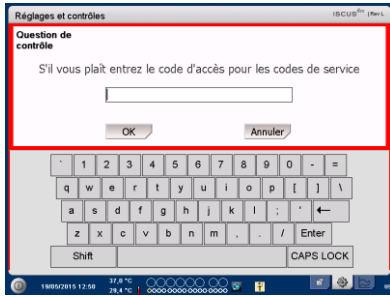 Réglages et contrôles
ISCUS
Question de
contrôle
S'il vous plaît entrez le code d'accès pour les codes de service
OK Annuler
` 1 2 3 4 5 6 7 8 9 0 - =
q w e r t y u i o p [ ] \
a s d f g h j k l ; ' ←
z x c v b n m , . / Enter
Shift CAPS LOCK
19/05/2015 12:50
37,0 °C
29,4 °C